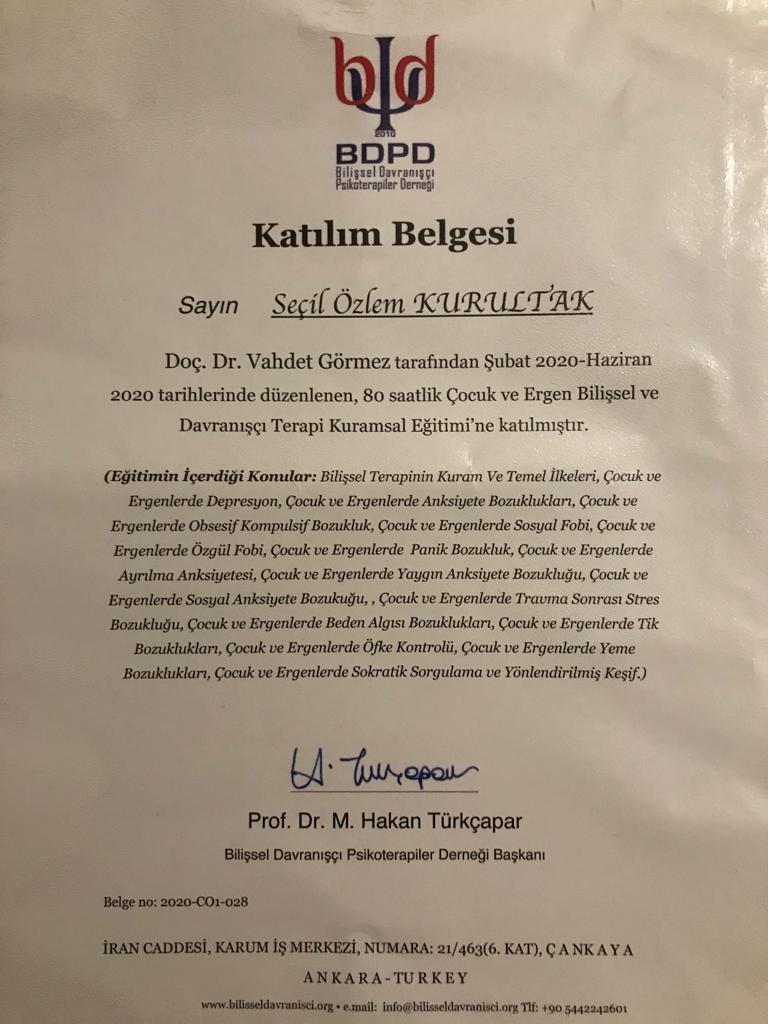 bd
2010
BDPD
Bilişsel Davranışçı
Psikoterapiler Derneği
Katılım Belgesi
Sayın Seçil Özlem KURULTAK
Doç. Dr. Vahdet Görmez tarafından Şubat 2020-Haziran
2020 tarihlerinde düzenlenen, 80 saatlik Çocuk ve Ergen Bilişsel ve
Davranışçı Terapi Kuramsal Eğitimi’ne katılmıştır.
(Eğitimin İçerdiği Konular: Bilişsel Terapinin Kuram Ve Temel İlkeleri, Çocuk ve
Ergenlerde Depresyon, Çocuk ve Ergenlerde Anksiyete Bozuklukları, Çocuk ve
Ergenlerde Obsesif Kompulsif Bozukluk, Çocuk ve Ergenlerde Sosyal Fobi, Çocuk ve
Ergenlerde Özgül Fobi, Çocuk ve Ergenlerde Panik Bozukluk, Çocuk ve Ergenlerde
Ayrılma Anksiyetesi, Çocuk ve Ergenlerde Yaygın Anksiyete Bozukluğu, Çocuk ve
Ergenlerde Sosyal Anksiyete Bozukuğu, , Çocuk ve Ergenlerde Travma Sonrası Stres
Bozukluğu, Çocuk ve Ergenlerde Beden Algısı Bozuklukları, Çocuk ve Ergenlerde Tik
Bozuklukları, Çocuk ve Ergenlerde Öfke Kontrolü, Çocuk ve Ergenlerde Yeme
Bozuklukları, Çocuk ve Ergenlerde Sokratik Sorgulama ve Yönlendirilmiş Keşif.)
H. Türkçapar
Prof. Dr. M. Hakan Türkçapar
Bilişsel Davranışçı Psikoterapiler Derneği Başkanı
Belge no: 2020-CO1-028
İRAN CADDESİ, KARUM İŞ MERKEZİ, NUMARA: 21/463(6. KAT), ÇANKAYA
ANKARA-TURKEY
www.bilisseldavranisci.org • e.mail: info@bilisseldavranisci.org Tlf: +90 5442242601